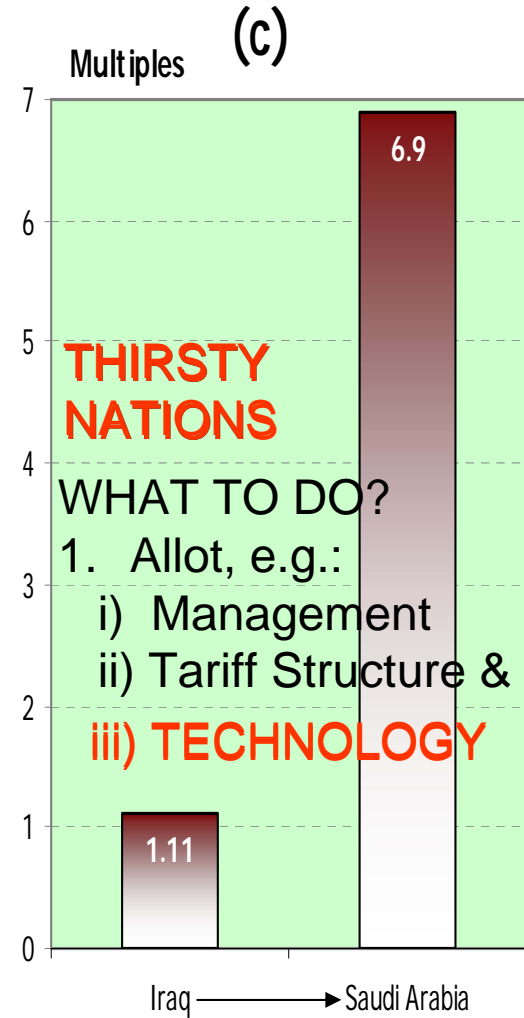 (c)
Multiples
7
6.9
6
5
THIRSTY
NATIONS
4
WHAT TO DO?
1. Allot, e.g.:
3
i) Management
ii) Tariff Structure &
2
iii) TECHNOLOGY
1
1.11
0
Iraq → Saudi Arabia